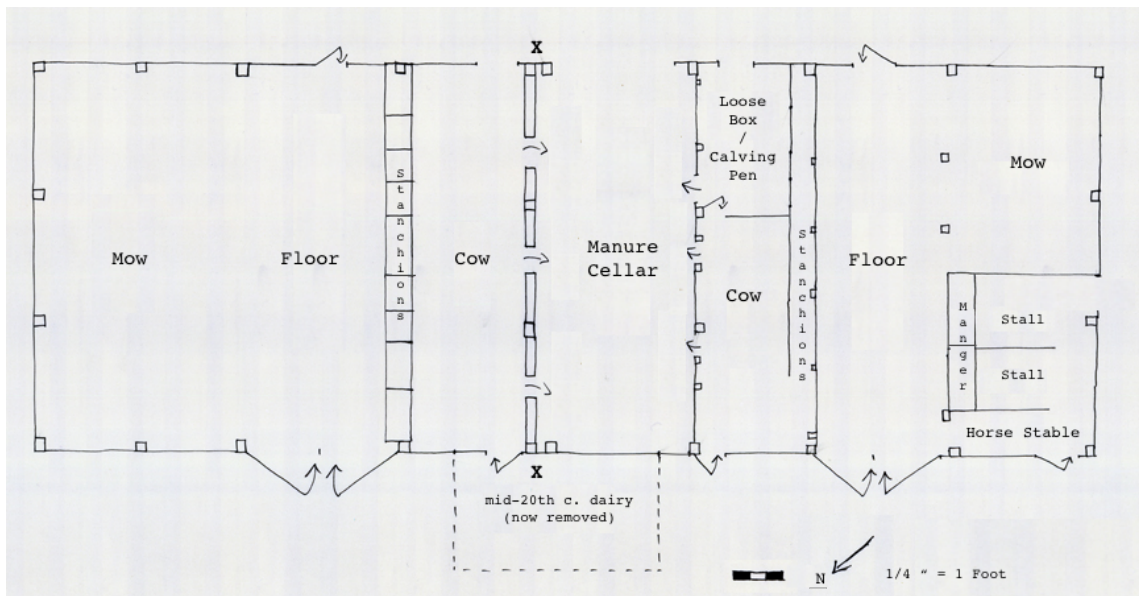 X
Loose
Box
/
Calving
Pen
Mow
Stanchions
Mow
Floor
Cow
Manure
Cellar
Stanchions
Floor
Cow
Manger
Stall
Stall
Horse Stable
X
mid-20th c. dairy
(now removed)
N
1/4 “ = 1 Foot